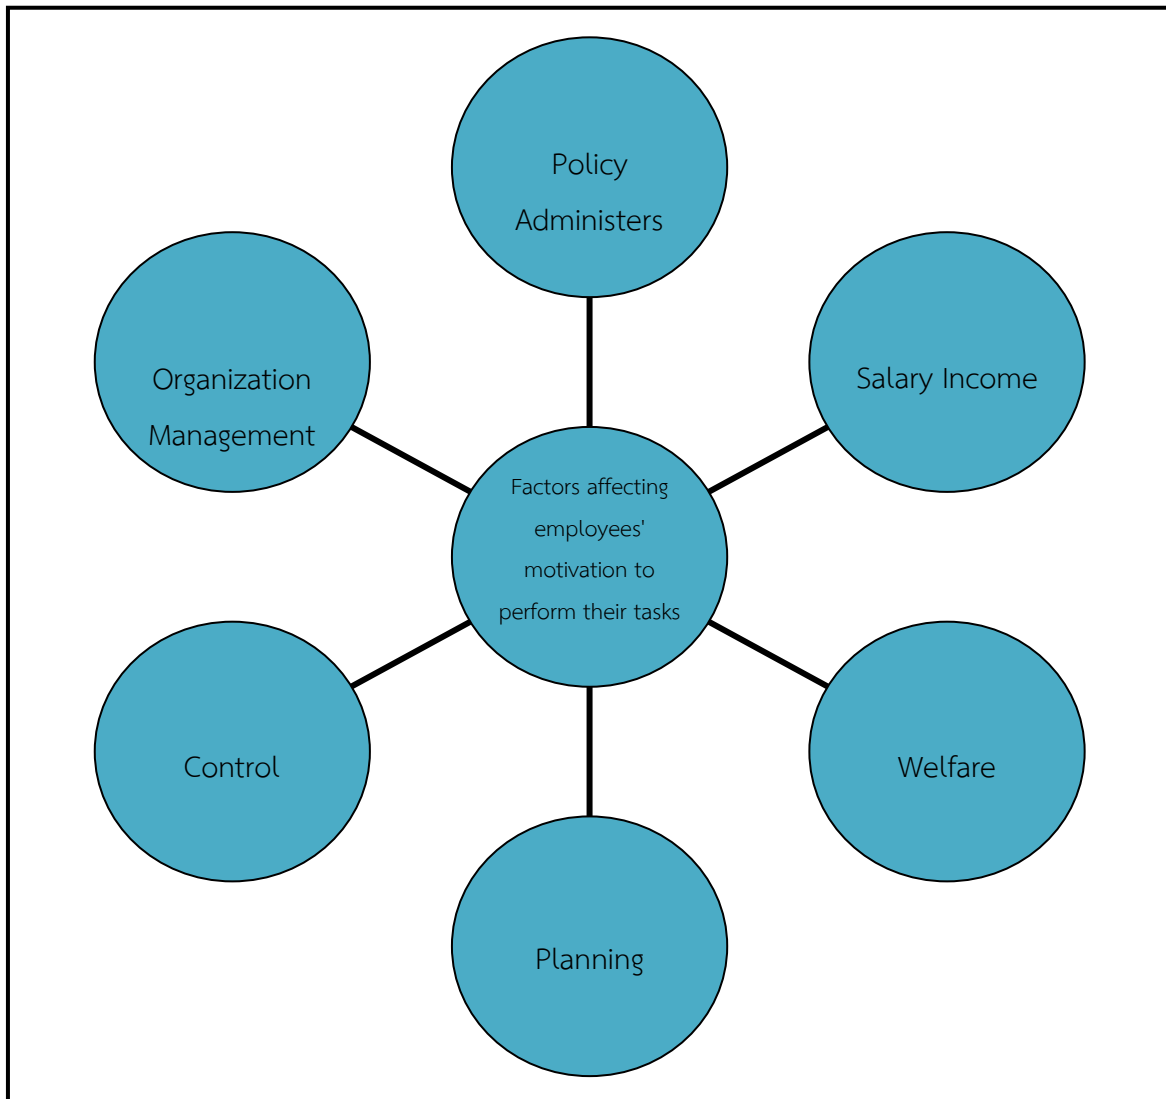 Policy
Administers
Organization
Management
Salary Income
Factors affecting
employees'
motivation to
perform their tasks
Control
Welfare
Planning